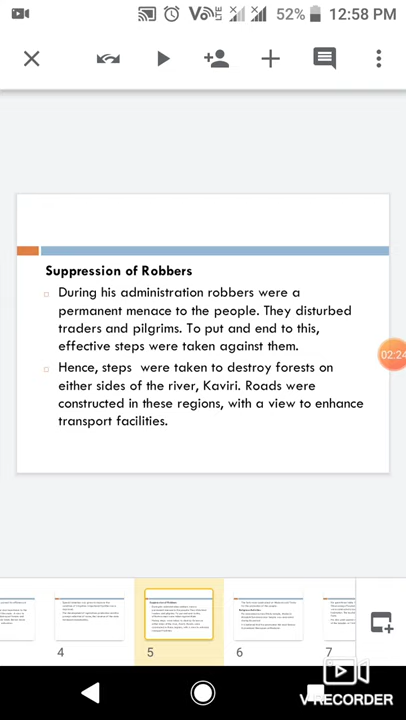 52% 12:58 PM
Suppression of Robbers
During his administration robbers were a
permanent menace to the people. They disturbed
traders and pilgrims. To put and end to this,
effective steps were taken against them.
Hence, steps were taken to destroy forests on
either sides of the river, Kaviri. Roads were
constructed in these regions, with a view to enhance
transport facilities.
02:24
4
5
6
7
V-RECORDER